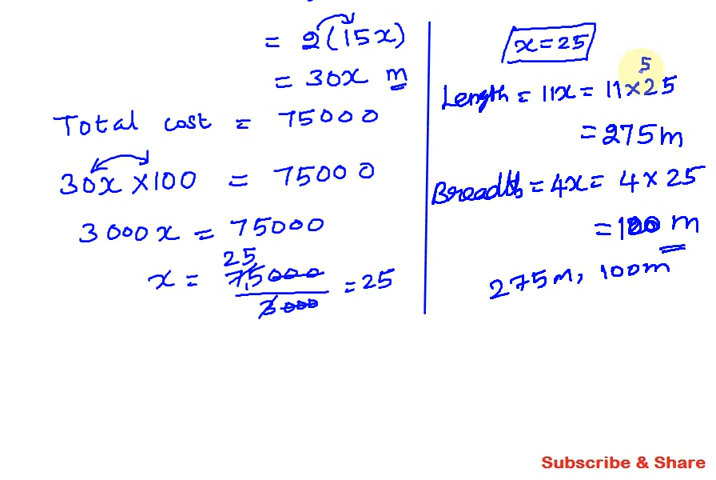 = 2(15x)
= 30x m
Total cost = 75000
30x × 100 = 75000
3000x = 75000
25
x = 75000/3000 = 25
x = 25
5
Length = 11x = 11 × 25
= 275m
Breadth = 4x = 4 × 25
= 100 m
275m, 100m
Subscribe & Share